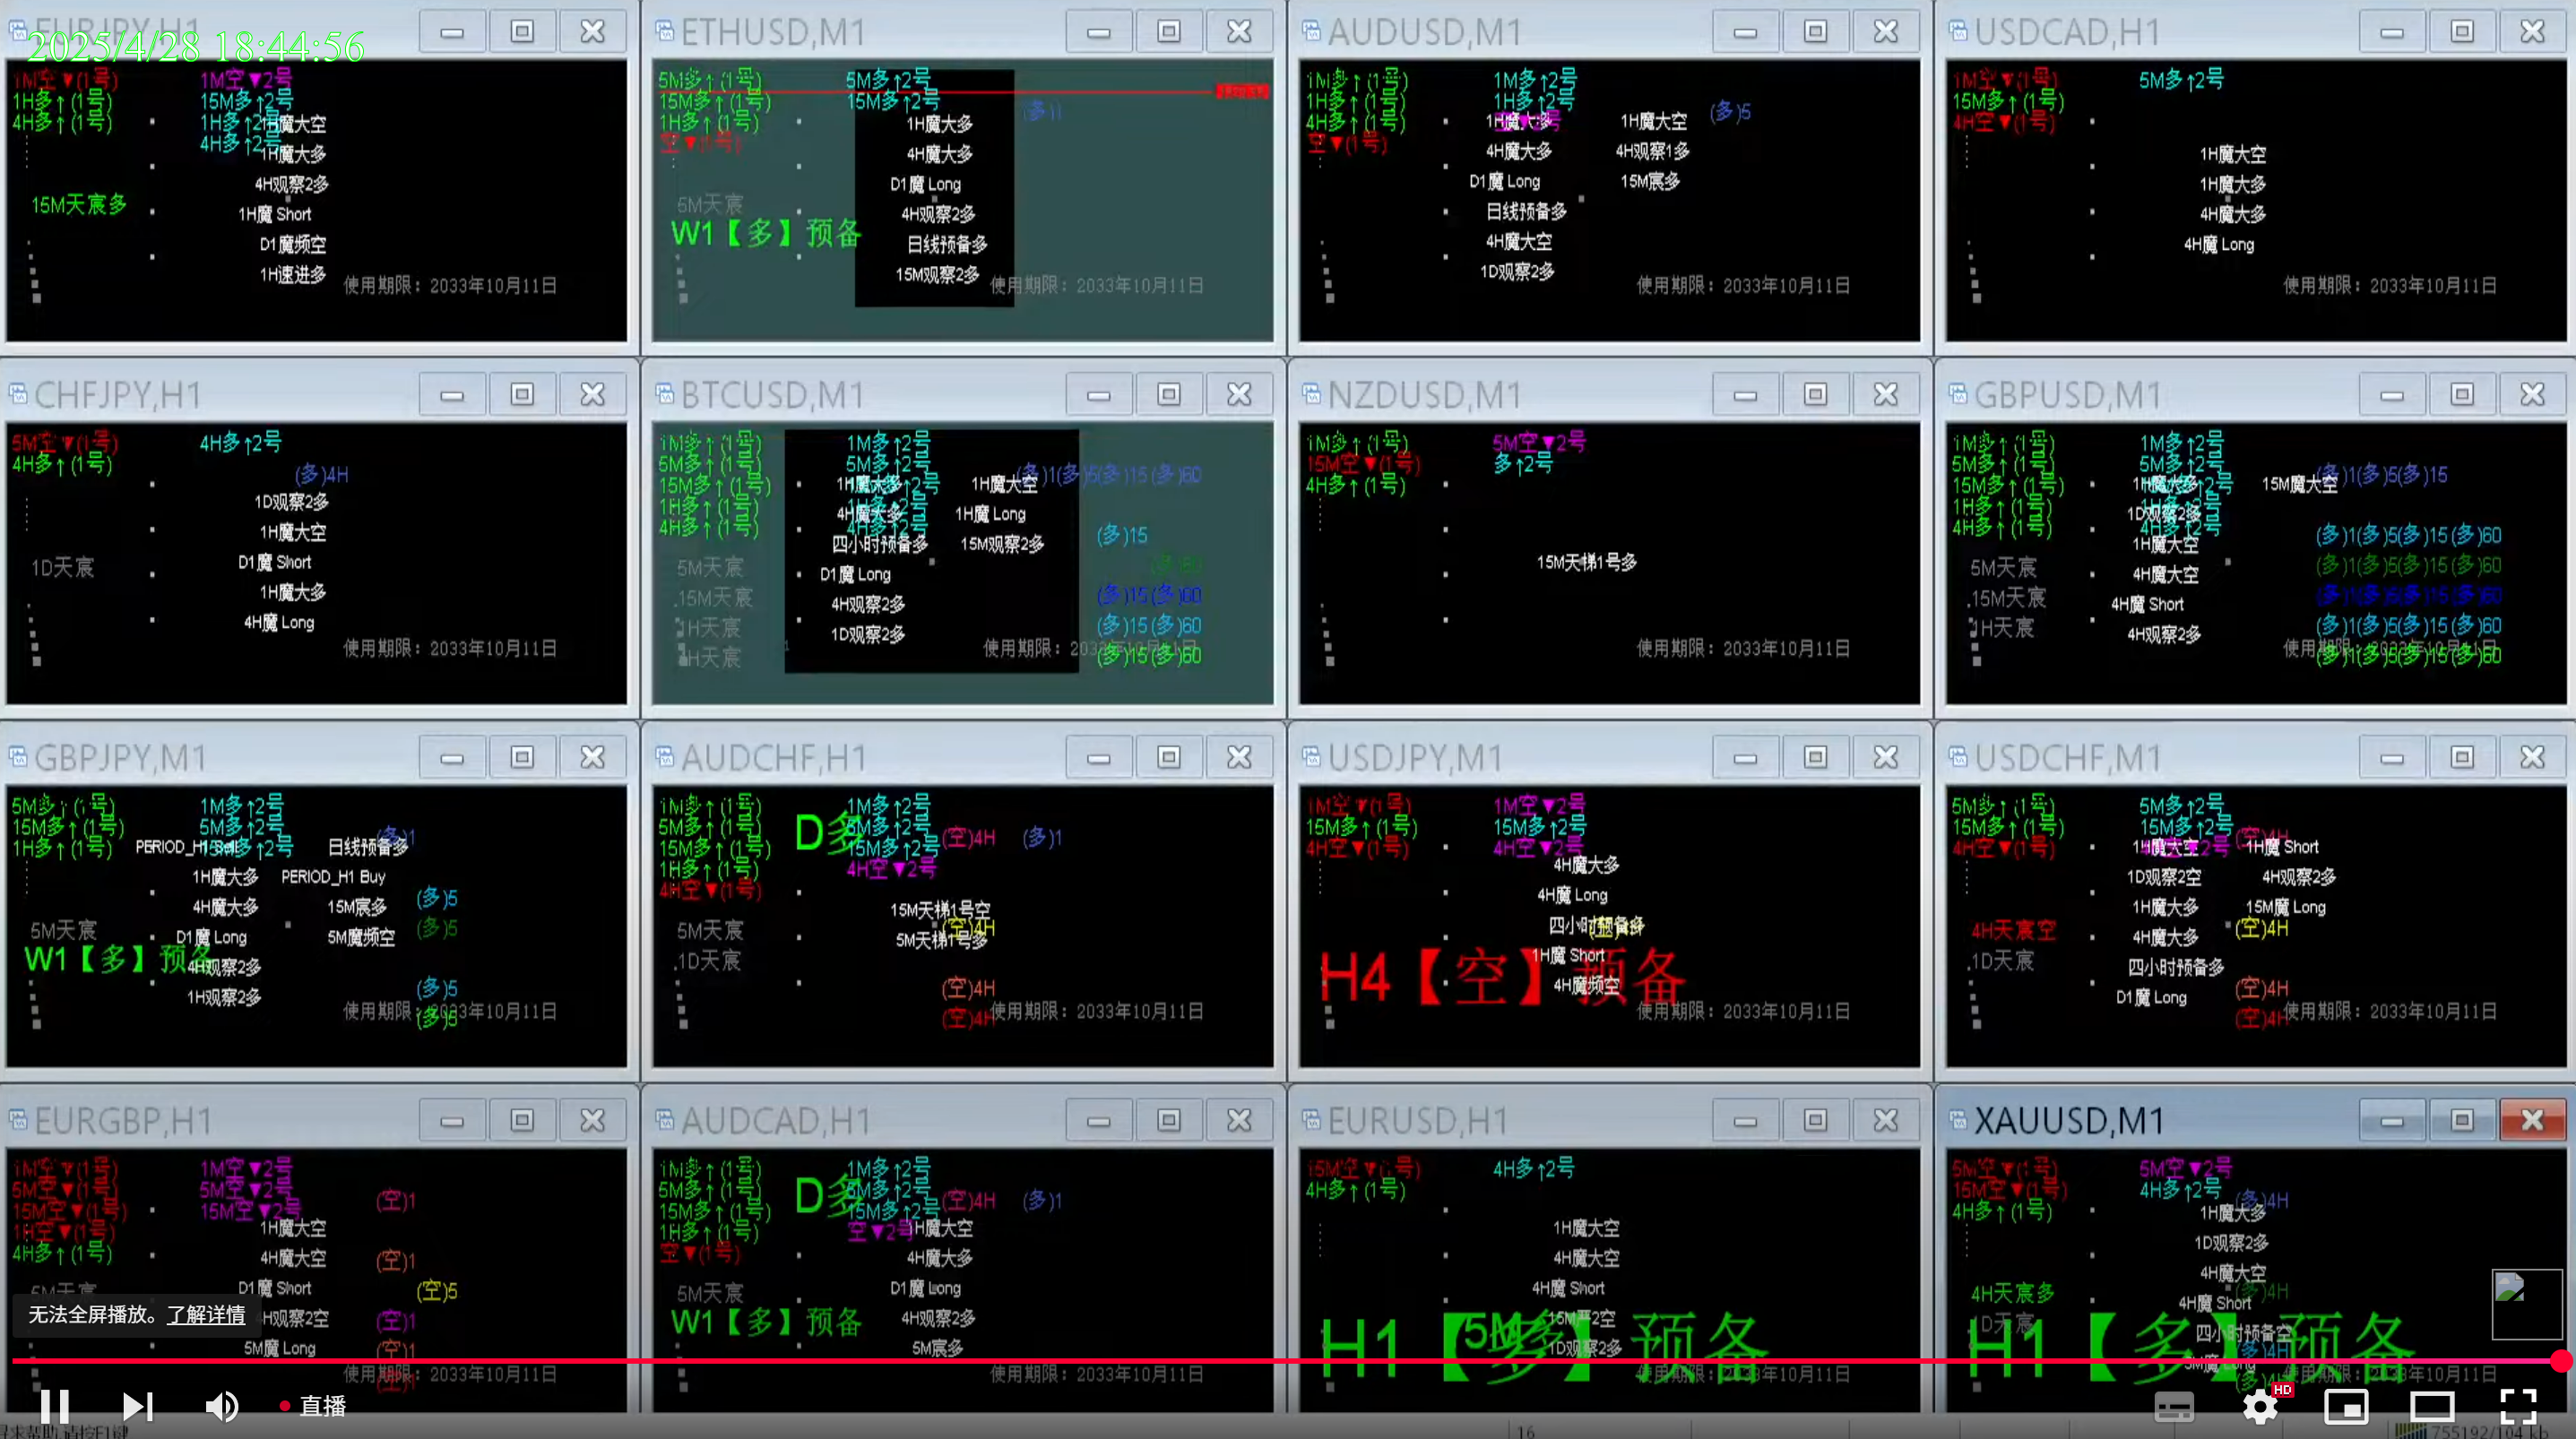 EURJPY,H1
2025/4/28 18:44:56
1M空▼(1号) 1M空▼2号
1H多↑(1号) 15M多↑2号
4H多↑(1号) 1H多↑2号 1H魔大空
4H多↑2号 1H魔大多
4H观察2多
15M天宸多
1H魔 Short
D1魔频空
1H速进多
使用期限：2033年10月11日
ETHUSD,M1
5M多↑(1号) 5M多↑2号
15M多↑(1号) 15M多↑2号
1H多↑(1号) 1H魔大多
空▼(1号)
4H魔大多
D1魔 Long
5M天宸
4H观察2多
W1【多】预备
日线预备多
15M观察2多
使用期限：2033年10月11日
AUDUSD,M1
1M多↑(1号) 1M多↑2号
1H多↑(1号) 1H多↑2号
(多)5
4H多↑(1号) 1H魔大多 1H魔大空
空▼(1号) 4H魔大多 4H观察1多
D1魔 Long 15M宸多
日线预备多
4H魔大空
1D观察2多
使用期限：2033年10月11日
USDCAD,H1
1M空▼(1号) 5M多↑2号
15M多↑(1号)
4H空▼(1号)
1H魔大空
1H魔大多
4H魔大多
4H魔 Long
使用期限：2033年10月11日
CHFJPY,H1
5M空▼(1号) 4H多↑2号
4H多↑(1号)
(多)4H
1D观察2多
1H魔大空
1D天宸 D1魔 Short
1H魔大多
4H魔 Long
使用期限：2033年10月11日
BTCUSD,M1
1M多↑(1号) 1M多↑2号
5M多↑(1号) 5M多↑2号
(多)1(多)5(多)15(多)60
15M多↑(1号) 1H魔大多 1H魔大空
1H多↑(1号)
4H魔大多 1H魔 Long
4H多↑(1号) 4H多↑2号
(多)15
四小时预备多 15M观察2多
5M天宸 D1魔 Long
15M天宸 4H观察2多 (多)15(多)60
1H天宸 1D观察2多 (多)15(多)60
4H天宸 (多)15(多)60
NZDUSD,M1
1M多↑(1号) 5M空▼2号
15M空▼(1号) 多↑2号
4H多↑(1号)
15M天梯1号多
使用期限：2033年10月11日
GBPUSD,M1
1M多↑(1号) 1M多↑2号
5M多↑(1号) 5M多↑2号
(多)1(多)5(多)15
15M多↑(1号) 1H魔大多 15M魔大空
1H多↑(1号) 1D观察2多
4H多↑(1号) 4H多↑2号
1H魔大空 (多)1(多)5(多)15(多)60
5M天宸 4H魔大空 (多)1(多)5(多)15(多)60
15M天宸 4H魔 Short (多)1(多)5(多)15(多)60
1H天宸 4H观察2多 (多)1(多)5(多)15(多)60
(多)1(多)5(多)15(多)60
GBPJPY,M1
5M多↑(1号) 1M多↑2号
15M多↑(1号) 5M多↑2号
(多)1
1H多↑(1号) PERIOD_H1 Sell 15M多↑2号 日线预备多
1H魔大多 PERIOD_H1 Buy
4H魔大多 15M宸多 (多)5
5M天宸 D1魔 Long 5M魔频空 (多)5
W1【多】预备
4H观察2多
1H观察2多 (多)5
使用期限：2033年10月11日
(多)5
AUDCHF,H1
1M多↑(1号) 1M多↑2号
5M多↑(1号) D多 5M多↑2号 (空)4H (多)1
15M多↑(1号) 15M多↑2号
1H多↑(1号) 4H空▼2号
4H空▼(1号)
15M天梯1号空
5M天宸 (空)4H
5M天梯1号多
1D天宸
(空)4H
(空)4H 使用期限：2033年10月11日
USDJPY,M1
1M空▼(1号) 1M空▼2号
15M多↑(1号) 15M多↑2号
4H空▼(1号) 4H空▼2号
4H魔大多
4H魔 Long
四小时预备多
1H魔 Short
H4【空】预备
4H魔频空
使用期限：2033年10月11日
USDCHF,M1
5M多↑(1号) 5M多↑2号
15M多↑(1号) 15M多↑2号 (空)4H
4H空▼(1号) 1H魔大空 1H魔 Short
1D观察2空 4H观察2多
1H魔大多 15M魔 Long
4H天宸空 4H魔大多 (空)4H
1D天宸 四小时预备多
D1魔 Long (空)4H
(空)4H 使用期限：2033年10月11日
EURGBP,H1
1M空▼(1号) 1M空▼2号
5M空▼(1号) 5M空▼2号 (空)1
15M空▼(1号) 15M空▼2号
1H空▼(1号) 1H魔大空
4H多↑(1号) 4H魔大空 (空)1
5M天宸 D1魔 Short (空)5
4H观察2空 (空)1
5M魔 Long (空)1
使用期限：2033年10月11日
AUDCAD,H1
1M多↑(1号) 1M多↑2号
5M多↑(1号) D多 5M多↑2号 (空)4H (多)1
15M多↑(1号) 15M多↑2号
1H多↑(1号) 空▼2号 1H魔大空
空▼(1号) 4H魔大多
5M天宸 D1魔 Long
W1【多】预备 4H观察2多
5M宸多
使用期限：2033年10月11日
EURUSD,H1
15M空▼(1号) 4H多↑2号
4H多↑(1号)
1H魔大空
4H魔大空
4H魔 Short
H1【多】预备
1D观察2多
使用期限：2033年10月11日
XAUUSD,M1
5M空▼(1号) 5M空▼2号
15M空▼(1号) 4H多↑2号 (多)4H
4H多↑(1号) 1H魔大多
1D观察2多
4H魔大空
4H天宸多 (多)4H
4H魔 Short
1D天宸 四小时预备空
H1【多】预备
(多)4H
5M魔 Long
无法全屏播放。了解详情
直播
HD
16
755192/104 kb